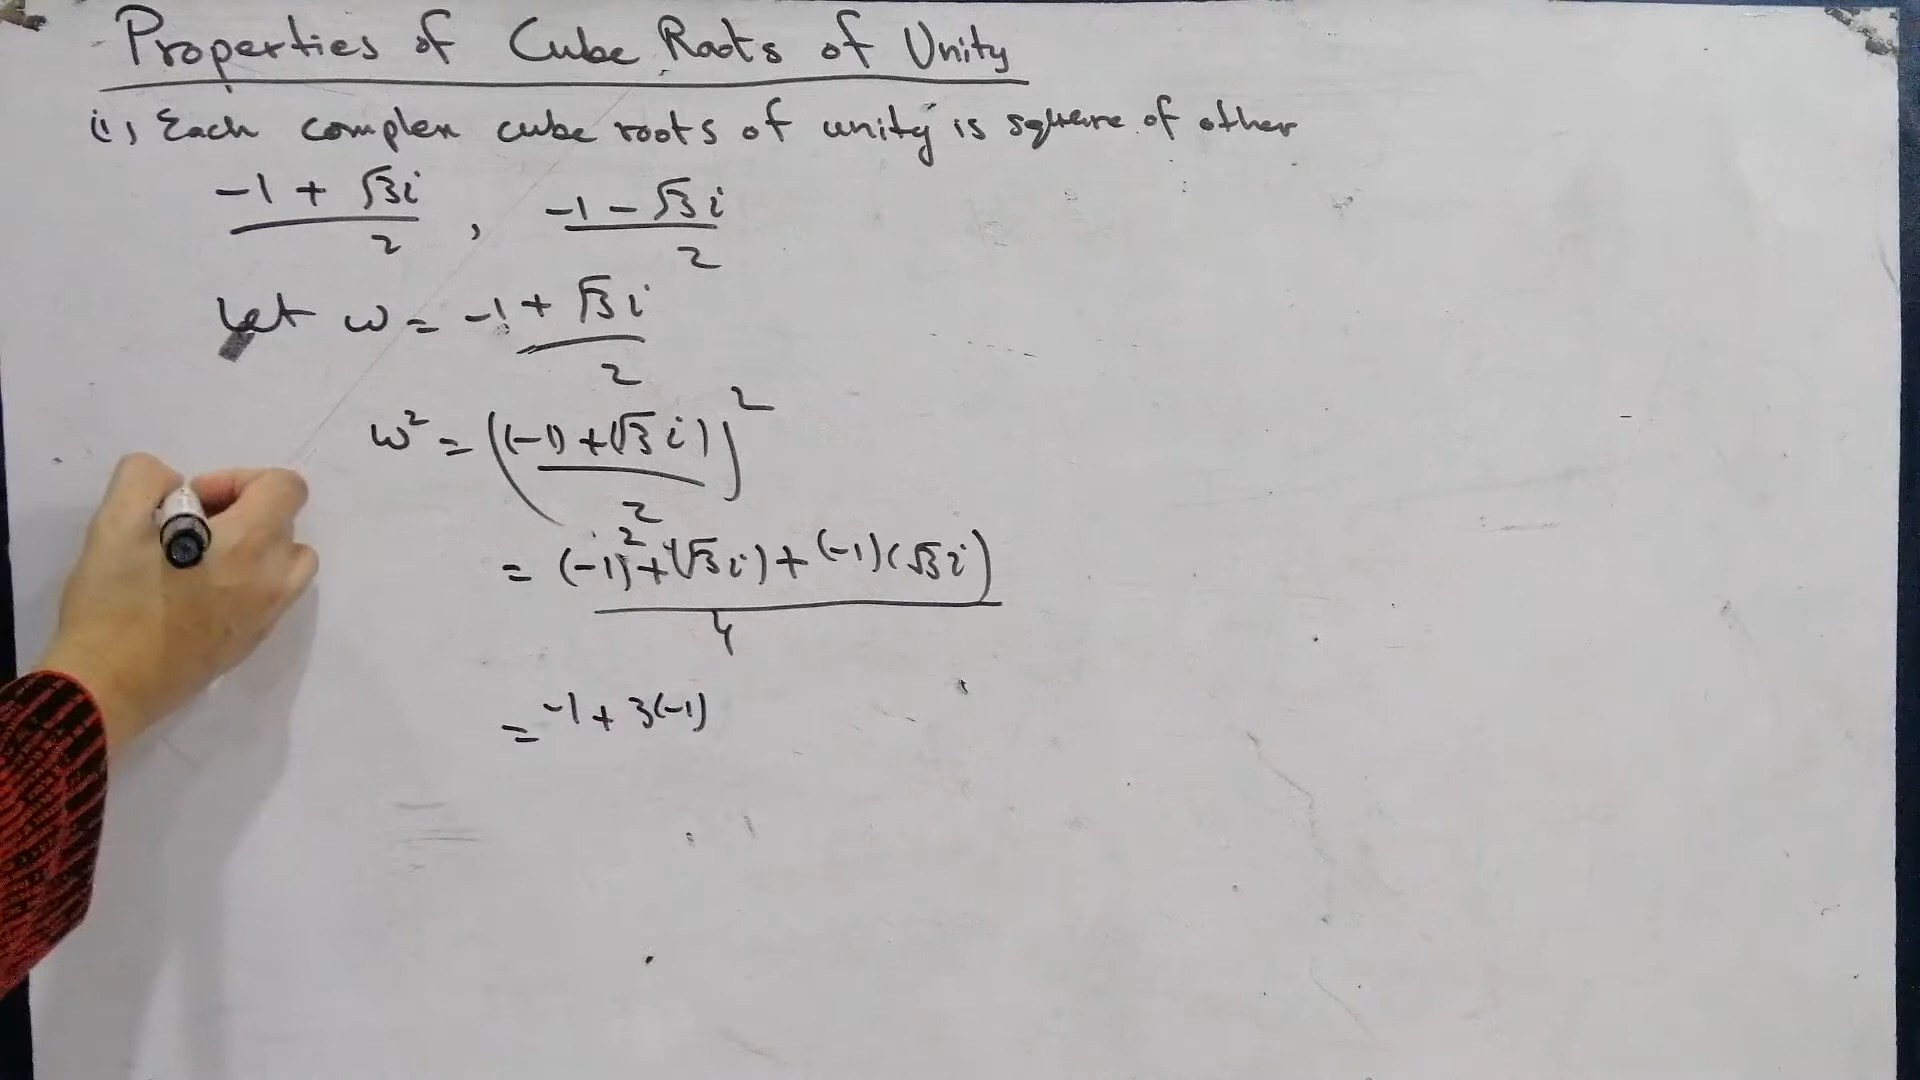 Properties of Cube Roots of Unity
(i) Each complex cube roots of unity is square of other
(-1 + √3i)/2 , (-1 - √3i)/2
Let ω = (-1 + √3i)/2
ω² = (((-1) + (√3i))/2)²
= ((-1)² + (√3i) + (-1)(√3i))/4
= -1 + 3(-1)